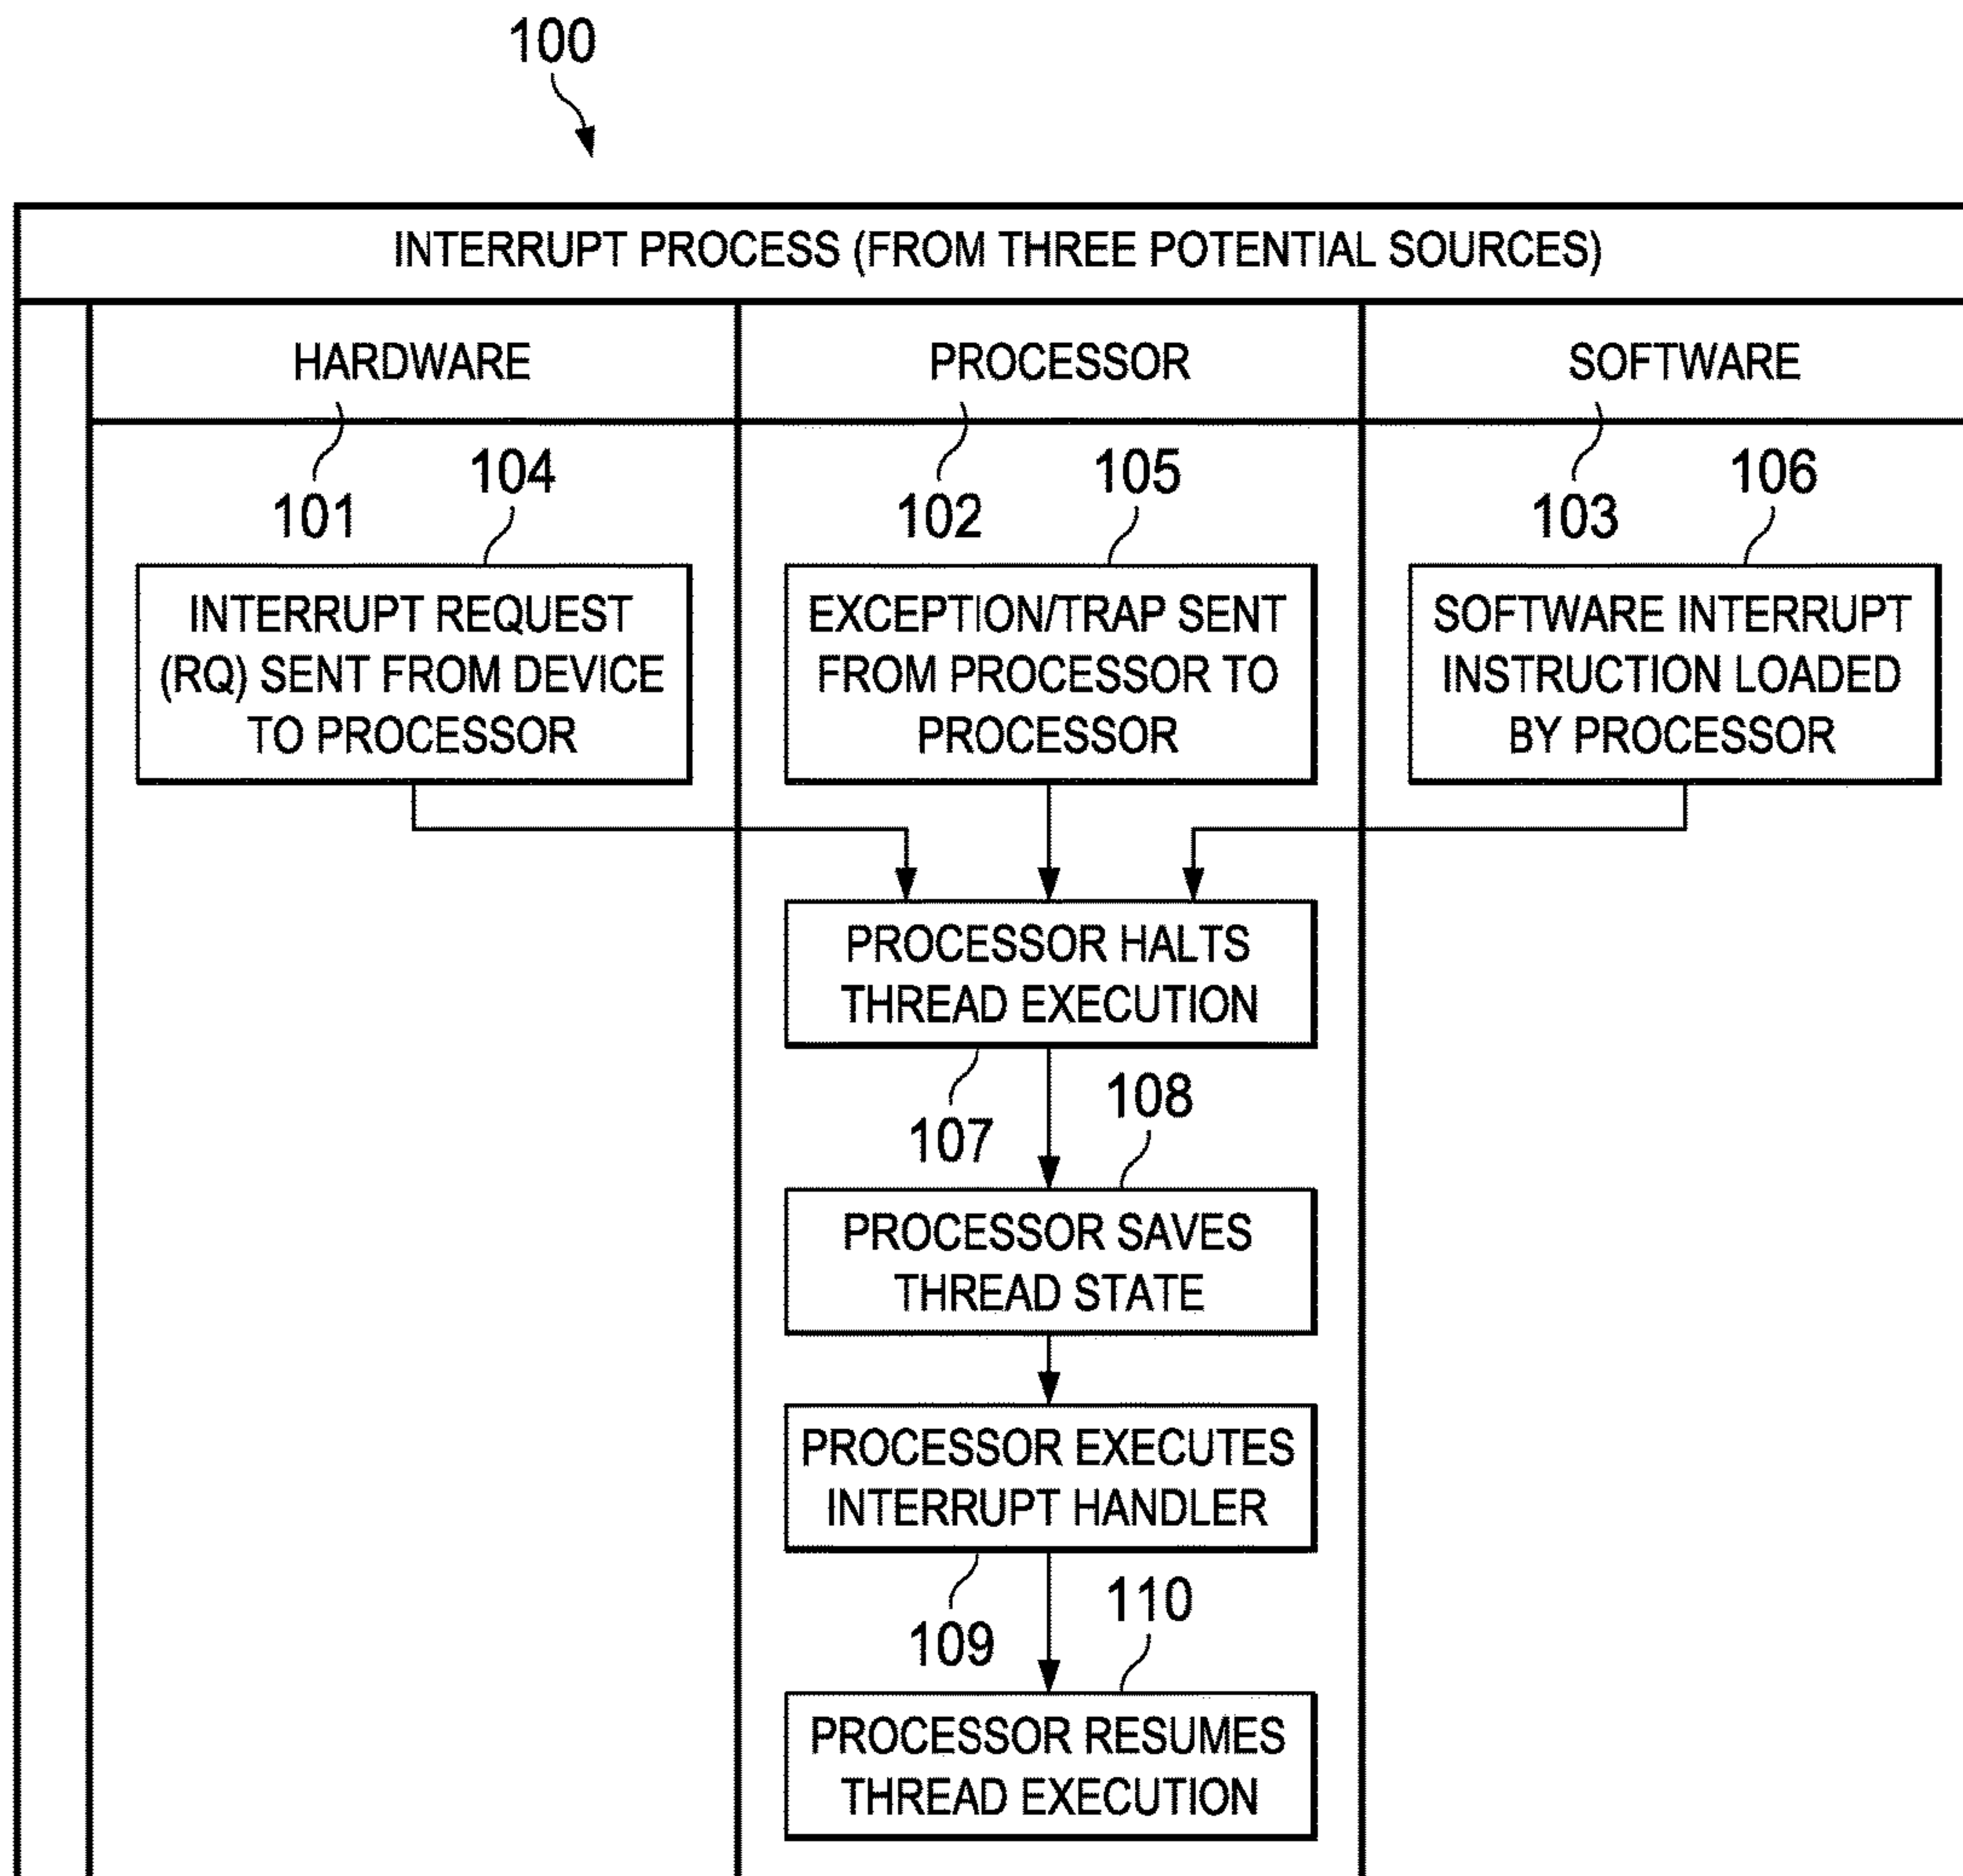 100
INTERRUPT PROCESS (FROM THREE POTENTIAL SOURCES)
HARDWARE
PROCESSOR
SOFTWARE
101
104
102
105
103
106
INTERRUPT REQUEST
(RQ) SENT FROM DEVICE
TO PROCESSOR
EXCEPTION/TRAP SENT
FROM PROCESSOR TO
PROCESSOR
SOFTWARE INTERRUPT
INSTRUCTION LOADED
BY PROCESSOR
PROCESSOR HALTS
THREAD EXECUTION
107
108
PROCESSOR SAVES
THREAD STATE
PROCESSOR EXECUTES
INTERRUPT HANDLER
109
110
PROCESSOR RESUMES
THREAD EXECUTION